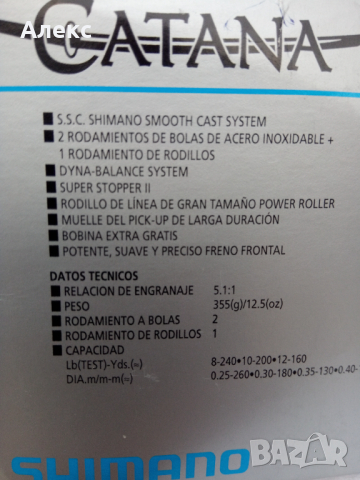 Алекс
CATANA
S.S.C. SHIMANO SMOOTH CAST SYSTEM
2 RODAMIENTOS DE BOLAS DE ACERO INOXIDABLE +
1 RODAMIENTO DE RODILLOS
DYNA-BALANCE SYSTEM
SUPER STOPPER II
RODILLO DE LÍNEA DE GRAN TAMAÑO POWER ROLLER
MUELLE DEL PICK-UP DE LARGA DURACIÓN
BOBINA EXTRA GRATIS
POTENTE, SUAVE Y PRECISO FRENO FRONTAL
DATOS TECNICOS
RELACION DE ENGRANAJE 5.1:1
PESO 355(g)/12.5(oz)
RODAMIENTO A BOLAS 2
RODAMIENTO DE RODILLOS 1
CAPACIDAD
Lb(TEST)-Yds.(≈) 8-240•10-200•12-160
DIA.m/m-m(≈) 0.25-260•0.30-180•0.35-130•0.40-
SHIMANO
bazar